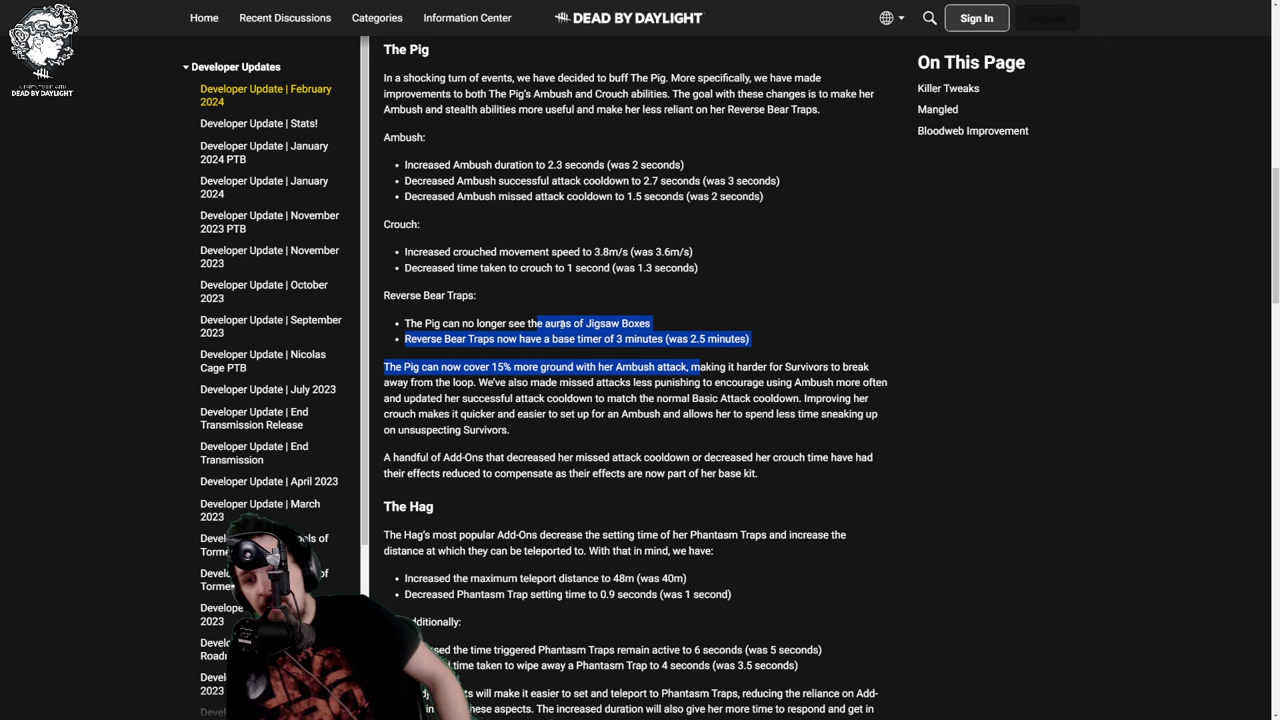 Home
Recent Discussions
Categories
Information Center
DEAD BY DAYLIGHT
Sign In
Register
DEAD BY DAYLIGHT
Developer Updates
Developer Update | February
2024
Developer Update | Stats!
Developer Update | January
2024 PTB
Developer Update | January
2024
Developer Update | November
2023 PTB
Developer Update | November
2023
Developer Update | October
2023
Developer Update | September
2023
Developer Update | Nicolas
Cage PTB
Developer Update | July 2023
Developer Update | End
Transmission Release
Developer Update | End
Transmission
Developer Update | April 2023
Developer Update | March
2023
ols of
Torme
Deve
of
Torme
Develop
2023
Develo
Roadm
Devel
2023
The Pig
In a shocking turn of events, we have decided to buff The Pig. More specifically, we have made
improvements to both The Pig's Ambush and Crouch abilities. The goal with these changes is to make her
Ambush and stealth abilities more useful and make her less reliant on her Reverse Bear Traps.
Ambush:
• Increased Ambush duration to 2.3 seconds (was 2 seconds)
• Decreased Ambush successful attack cooldown to 2.7 seconds (was 3 seconds)
• Decreased Ambush missed attack cooldown to 1.5 seconds (was 2 seconds)
Crouch:
• Increased crouched movement speed to 3.8m/s (was 3.6m/s)
• Decreased time taken to crouch to 1 second (was 1.3 seconds)
Reverse Bear Traps:
• The Pig can no longer see the auras of Jigsaw Boxes
• Reverse Bear Traps now have a base timer of 3 minutes (was 2.5 minutes)
The Pig can now cover 15% more ground with her Ambush attack, making it harder for Survivors to break
away from the loop. We've also made missed attacks less punishing to encourage using Ambush more often
and updated her successful attack cooldown to match the normal Basic Attack cooldown. Improving her
crouch makes it quicker and easier to set up for an Ambush and allows her to spend less time sneaking up
on unsuspecting Survivors.
A handful of Add-Ons that decreased her missed attack cooldown or decreased her crouch time have had
their effects reduced to compensate as their effects are now part of her base kit.
The Hag
The Hag's most popular Add-Ons decrease the setting time of her Phantasm Traps and increase the
distance at which they can be teleported to. With that in mind, we have:
• Increased the maximum teleport distance to 48m (was 40m)
• Decreased Phantasm Trap setting time to 0.9 seconds (was 1 second)
dditionally:
ed the time triggered Phantasm Traps remain active to 6 seconds (was 5 seconds)
time taken to wipe away a Phantasm Trap to 4 seconds (was 3.5 seconds)
ts will make it easier to set and teleport to Phantasm Traps, reducing the reliance on Add-
these aspects. The increased duration will also give her more time to respond and get in
On This Page
Killer Tweaks
Mangled
Bloodweb Improvement